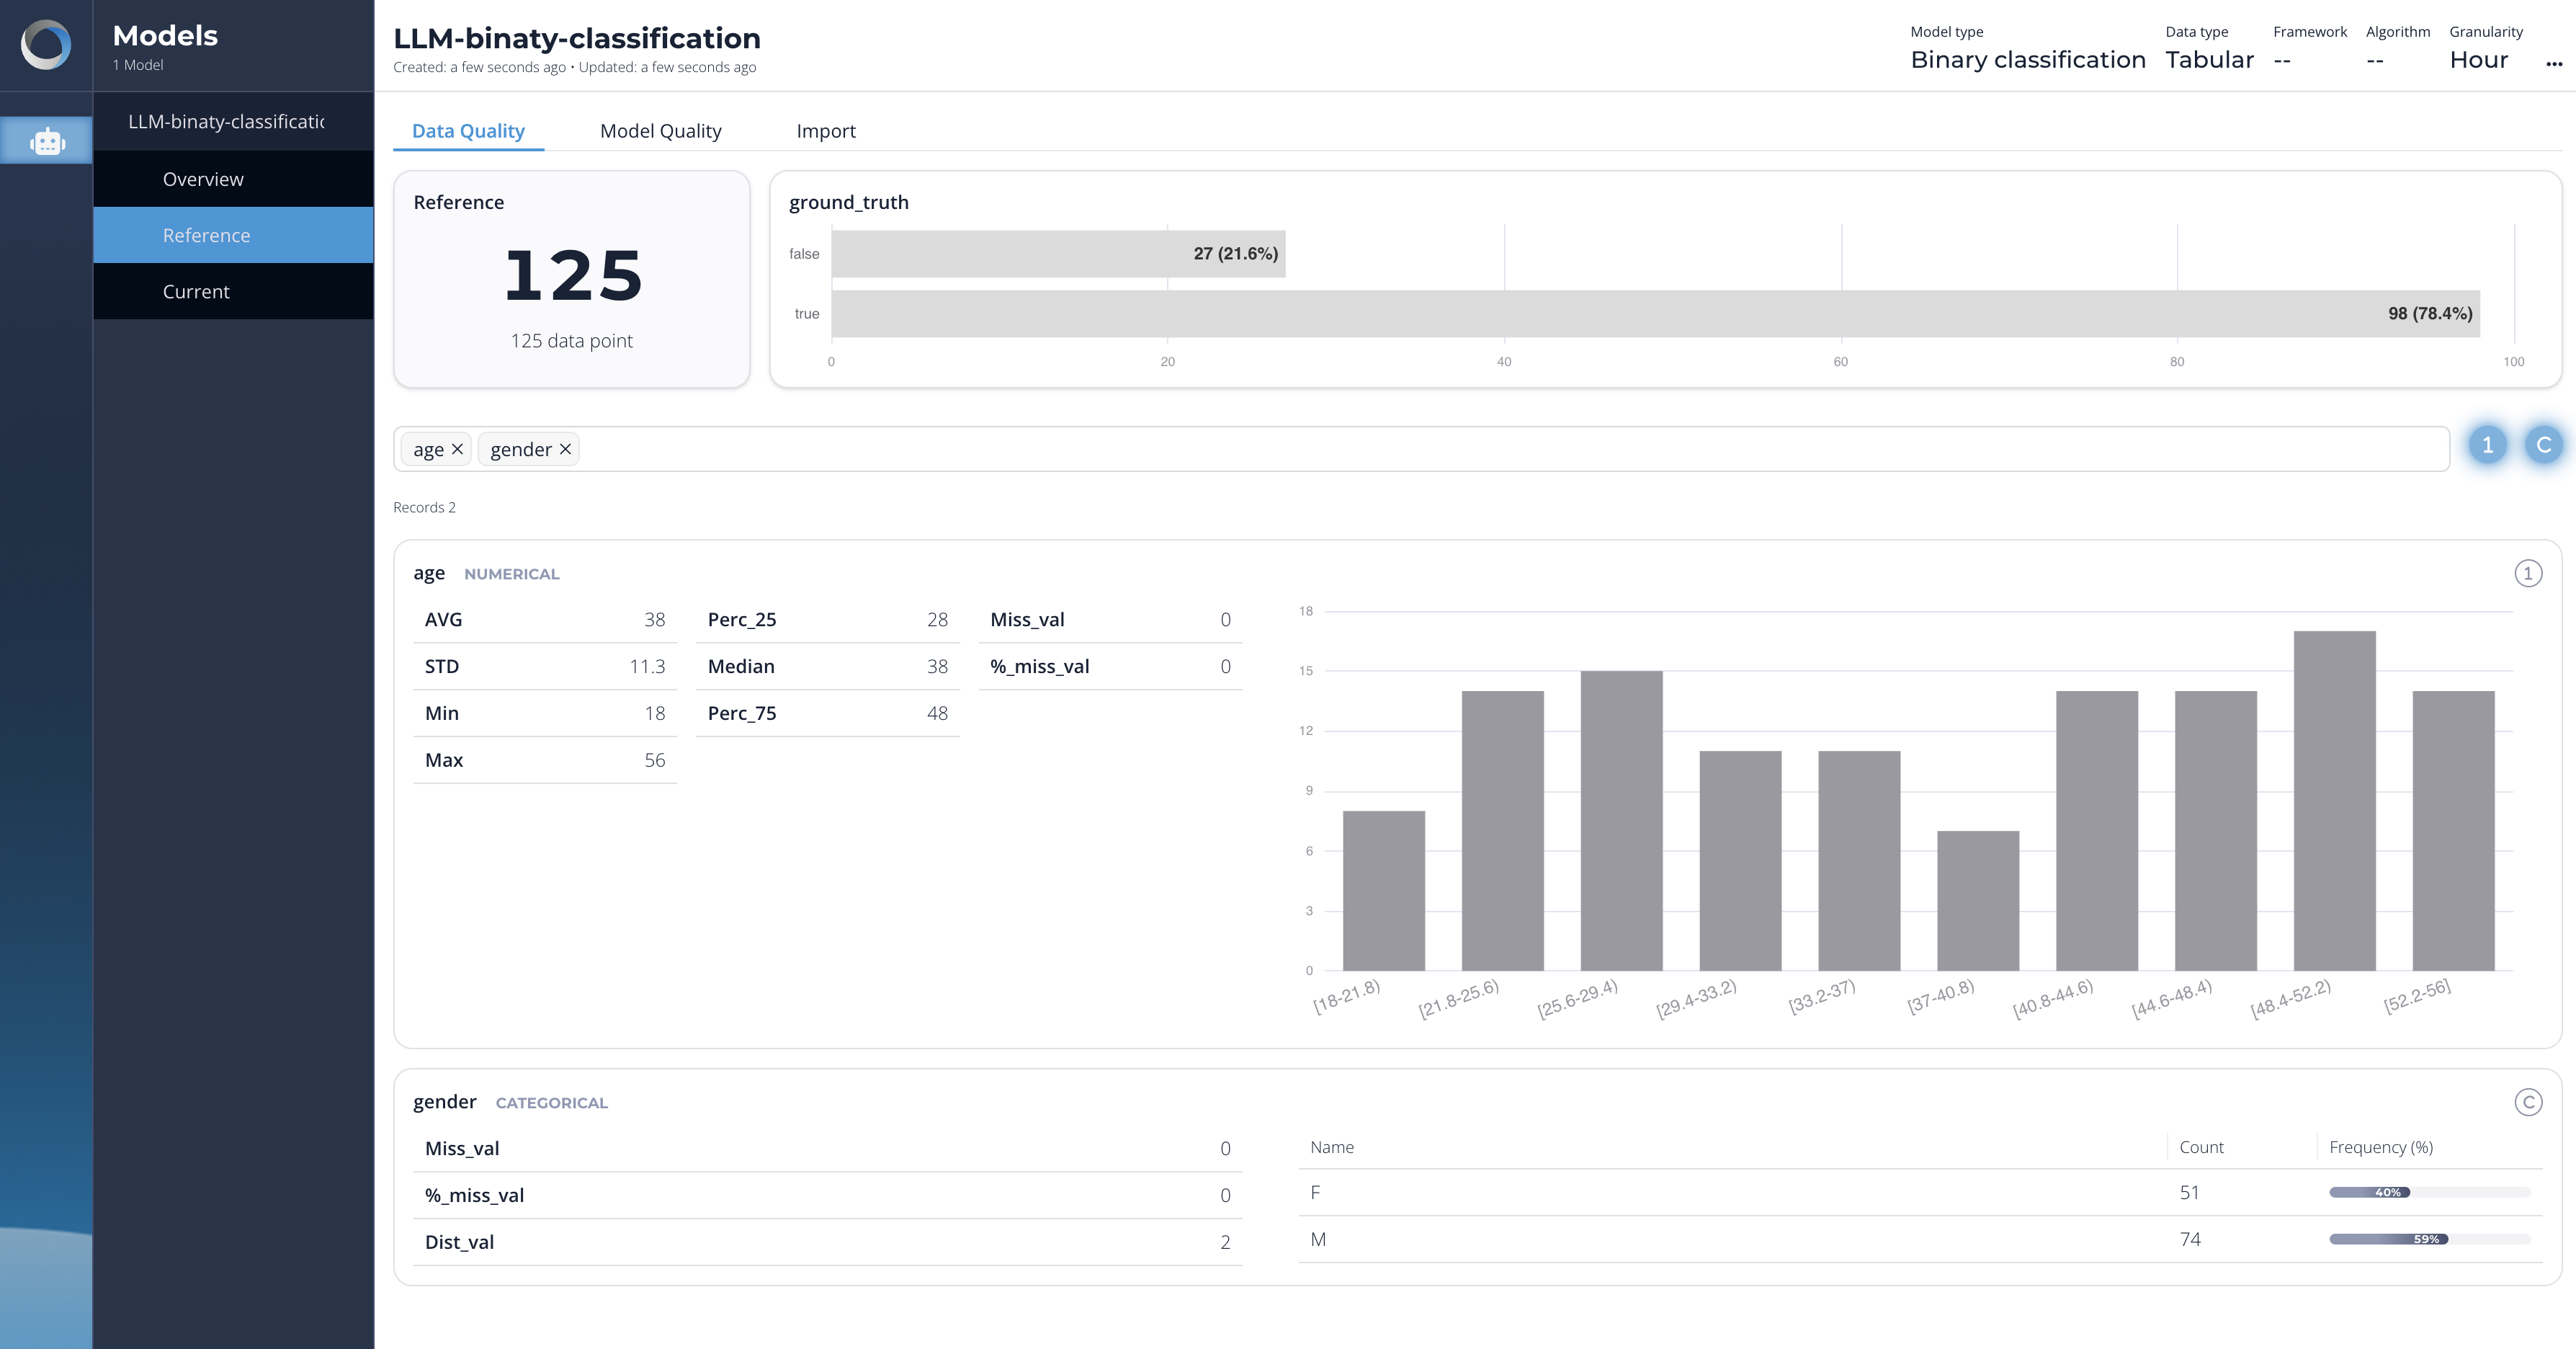 Models
1 Model
LLM-binaty-classificatic
Overview
Reference
Current
LLM-binaty-classification
Created: a few seconds ago • Updated: a few seconds ago
Model type
Binary classification
Data type
Tabular
Framework
--
Algorithm
--
Granularity
Hour
...
Data Quality
Model Quality
Import
Reference
125
125 data point
ground_truth
false
27 (21.6%)
true
98 (78.4%)
0 20 40 60 80 100
age
gender
1
C
Records 2
age NUMERICAL
1
AVG 38
STD 11.3
Min 18
Max 56
Perc_25 28
Median 38
Perc_75 48
Miss_val 0
%_miss_val 0
18
15
12
9
6
3
0
[18-21.8) [21.8-25.6) [25.6-29.4) [29.4-33.2) [33.2-37) [37-40.8) [40.8-44.6) [44.6-48.4) [48.4-52.2) [52.2-56]
gender CATEGORICAL
C
Miss_val 0
%_miss_val 0
Dist_val 2
Name Count Frequency (%)
F 51 40%
M 74 59%